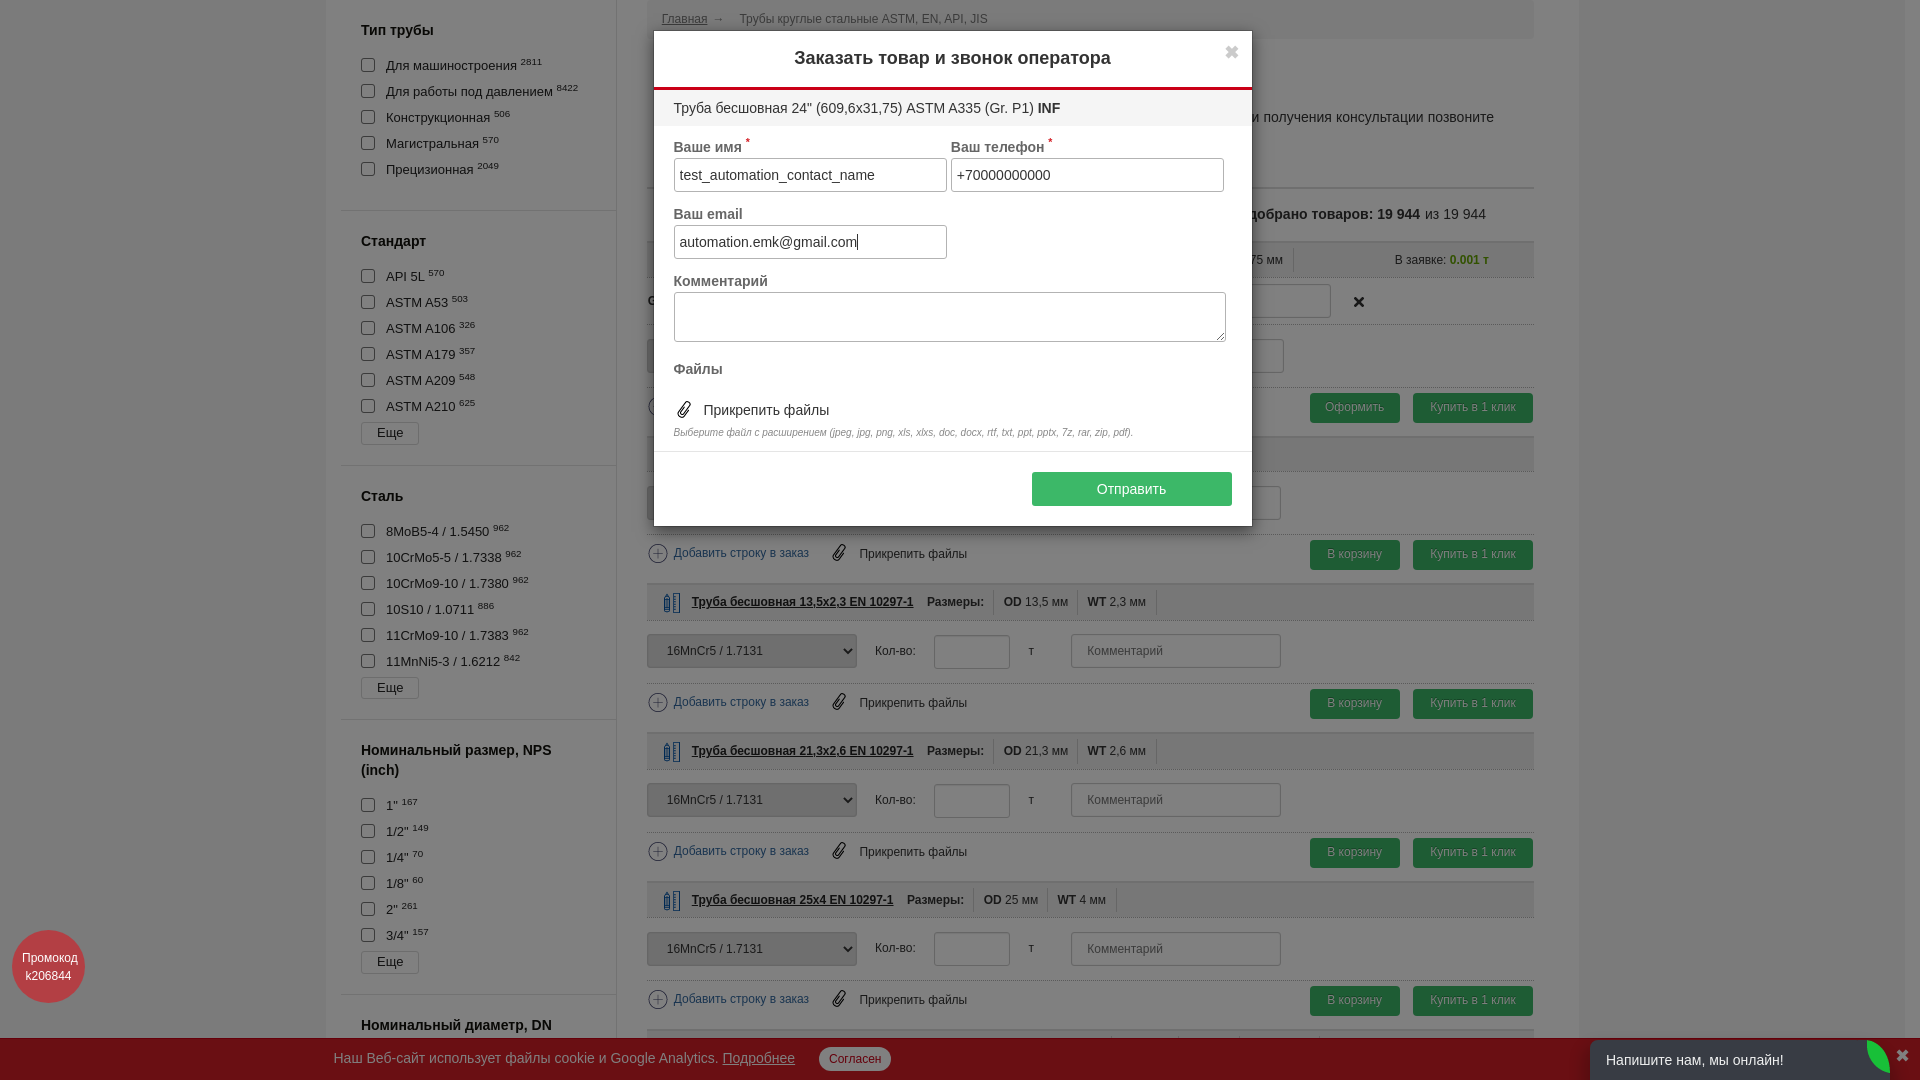 Главная → Трубы круглые стальные ASTM, EN, API, JIS
Тип трубы
Для машиностроения 2811
Для работы под давлением 8422
Конструкционная 506
Магистральная 570
Прецизионная 2049
Стандарт
API 5L 570
ASTM A53 503
ASTM A106 326
ASTM A179 357
ASTM A209 548
ASTM A210 625
Еще
Сталь
8MoB5-4 / 1.5450 962
10CrMo5-5 / 1.7338 962
10CrMo9-10 / 1.7380 962
10S10 / 1.0711 886
11CrMo9-10 / 1.7383 962
11MnNi5-3 / 1.6212 842
Еще
Номинальный размер, NPS
(inch)
1" 167
1/2" 149
1/4" 70
1/8" 60
2" 261
3/4" 157
Еще
Номинальный диаметр, DN
Заказать товар и звонок оператора
✖
Труба бесшовная 24" (609,6x31,75) ASTM A335 (Gr. P1) INF
Ваше имя * Ваш телефон *
test_automation_contact_name +70000000000
Ваш email
automation.emk@gmail.com
Комментарий
Файлы
Прикрепить файлы
Выберите файл с расширением (jpeg, jpg, png, xls, xlxs, doc, docx, rtf, txt, ppt, pptx, 7z, rar, zip, pdf).
Отправить
и получения консультации позвоните
добрано товаров: 19 944 из 19 944
75 мм В заявке: 0.001 т
Оформить Купить в 1 клик
Добавить строку в заказ Прикрепить файлы В корзину Купить в 1 клик
Труба бесшовная 13,5x2,3 EN 10297-1 Размеры: OD 13,5 мм WT 2,3 мм
16MnCr5 / 1.7131 Кол-во: т Комментарий
Добавить строку в заказ Прикрепить файлы В корзину Купить в 1 клик
Труба бесшовная 21,3x2,6 EN 10297-1 Размеры: OD 21,3 мм WT 2,6 мм
16MnCr5 / 1.7131 Кол-во: т Комментарий
Добавить строку в заказ Прикрепить файлы В корзину Купить в 1 клик
Труба бесшовная 25x4 EN 10297-1 Размеры: OD 25 мм WT 4 мм
16MnCr5 / 1.7131 Кол-во: т Комментарий
Добавить строку в заказ Прикрепить файлы В корзину Купить в 1 клик
Промокод
k206844
Наш Веб-сайт использует файлы cookie и Google Analytics. Подробнее Согласен
Напишите нам, мы онлайн!